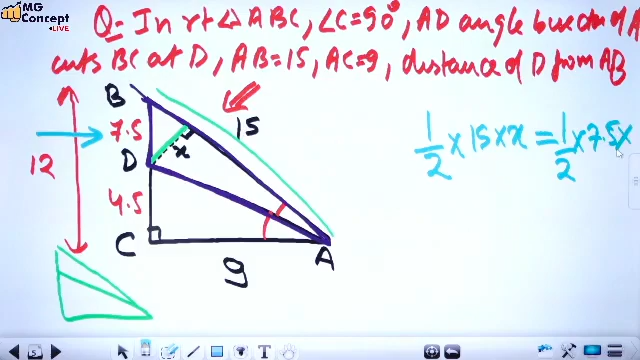 MG
Concept
LIVE
Q- In rt △ ABC, ∠C=90°, AD angle bisector of A
cuts BC at D, AB=15, AC=9, distance of D from AB
B
7.5
15
x
D
12
4.5
C
9
A
1/2 × 15 × x = 1/2 × 7.5 ×
5
T